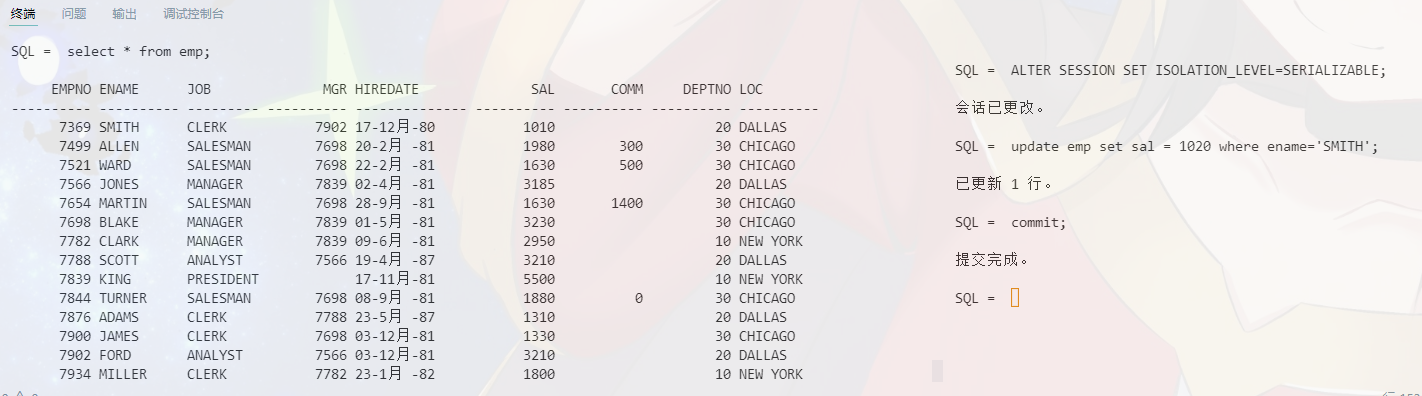 终端 问题 输出 调试控制台
SQL = select * from emp;
EMPNO ENAME JOB MGR HIREDATE SAL COMM DEPTNO LOC
---------- ---------- --------- ---------- -------------- ---------- ---------- ---------- ----------
7369 SMITH CLERK 7902 17-12月-80 1010 20 DALLAS
7499 ALLEN SALESMAN 7698 20-2月 -81 1980 300 30 CHICAGO
7521 WARD SALESMAN 7698 22-2月 -81 1630 500 30 CHICAGO
7566 JONES MANAGER 7839 02-4月 -81 3185 20 DALLAS
7654 MARTIN SALESMAN 7698 28-9月 -81 1630 1400 30 CHICAGO
7698 BLAKE MANAGER 7839 01-5月 -81 3230 30 CHICAGO
7782 CLARK MANAGER 7839 09-6月 -81 2950 10 NEW YORK
7788 SCOTT ANALYST 7566 19-4月 -87 3210 20 DALLAS
7839 KING PRESIDENT 17-11月-81 5500 10 NEW YORK
7844 TURNER SALESMAN 7698 08-9月 -81 1880 0 30 CHICAGO
7876 ADAMS CLERK 7788 23-5月 -87 1310 20 DALLAS
7900 JAMES CLERK 7698 03-12月-81 1330 30 CHICAGO
7902 FORD ANALYST 7566 03-12月-81 3210 20 DALLAS
7934 MILLER CLERK 7782 23-1月 -82 1800 10 NEW YORK
SQL = ALTER SESSION SET ISOLATION_LEVEL=SERIALIZABLE;
会话已更改。
SQL = update emp set sal = 1020 where ename='SMITH';
已更新 1 行。
SQL = commit;
提交完成。
SQL =